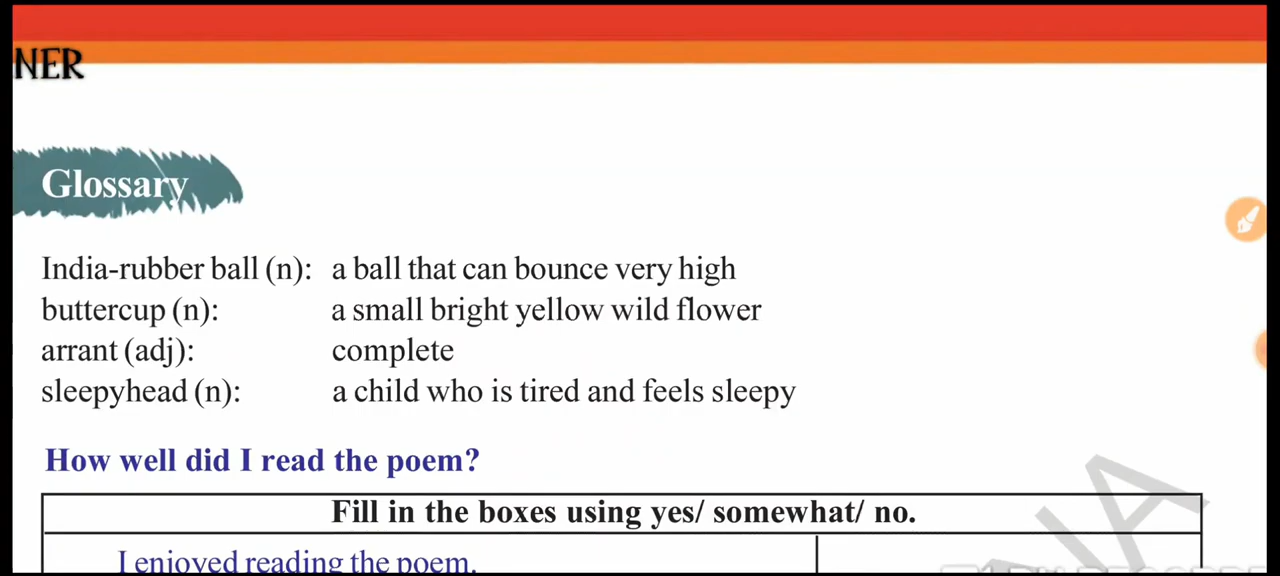 NER
Glossary
India-rubber ball (n): a ball that can bounce very high
buttercup (n): a small bright yellow wild flower
arrant (adj): complete
sleepyhead (n): a child who is tired and feels sleepy
How well did I read the poem?
Fill in the boxes using yes/ somewhat/ no.
I enjoyed reading the poem.